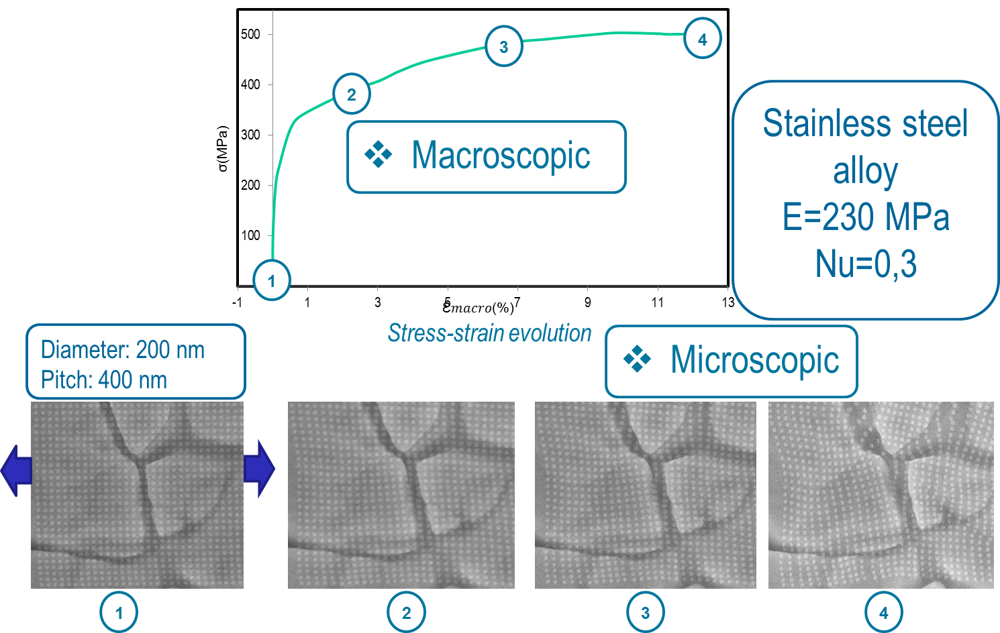 500
400
300
200
100
σ(MPa)
1
2
3
4
❖ Macroscopic
-1
1
3
5
7
9
11
13
εmacro(%)
Stress-strain evolution
Stainless steel
alloy
E=230 MPa
Nu=0,3
Diameter: 200 nm
Pitch: 400 nm
❖ Microscopic
1
2
3
4